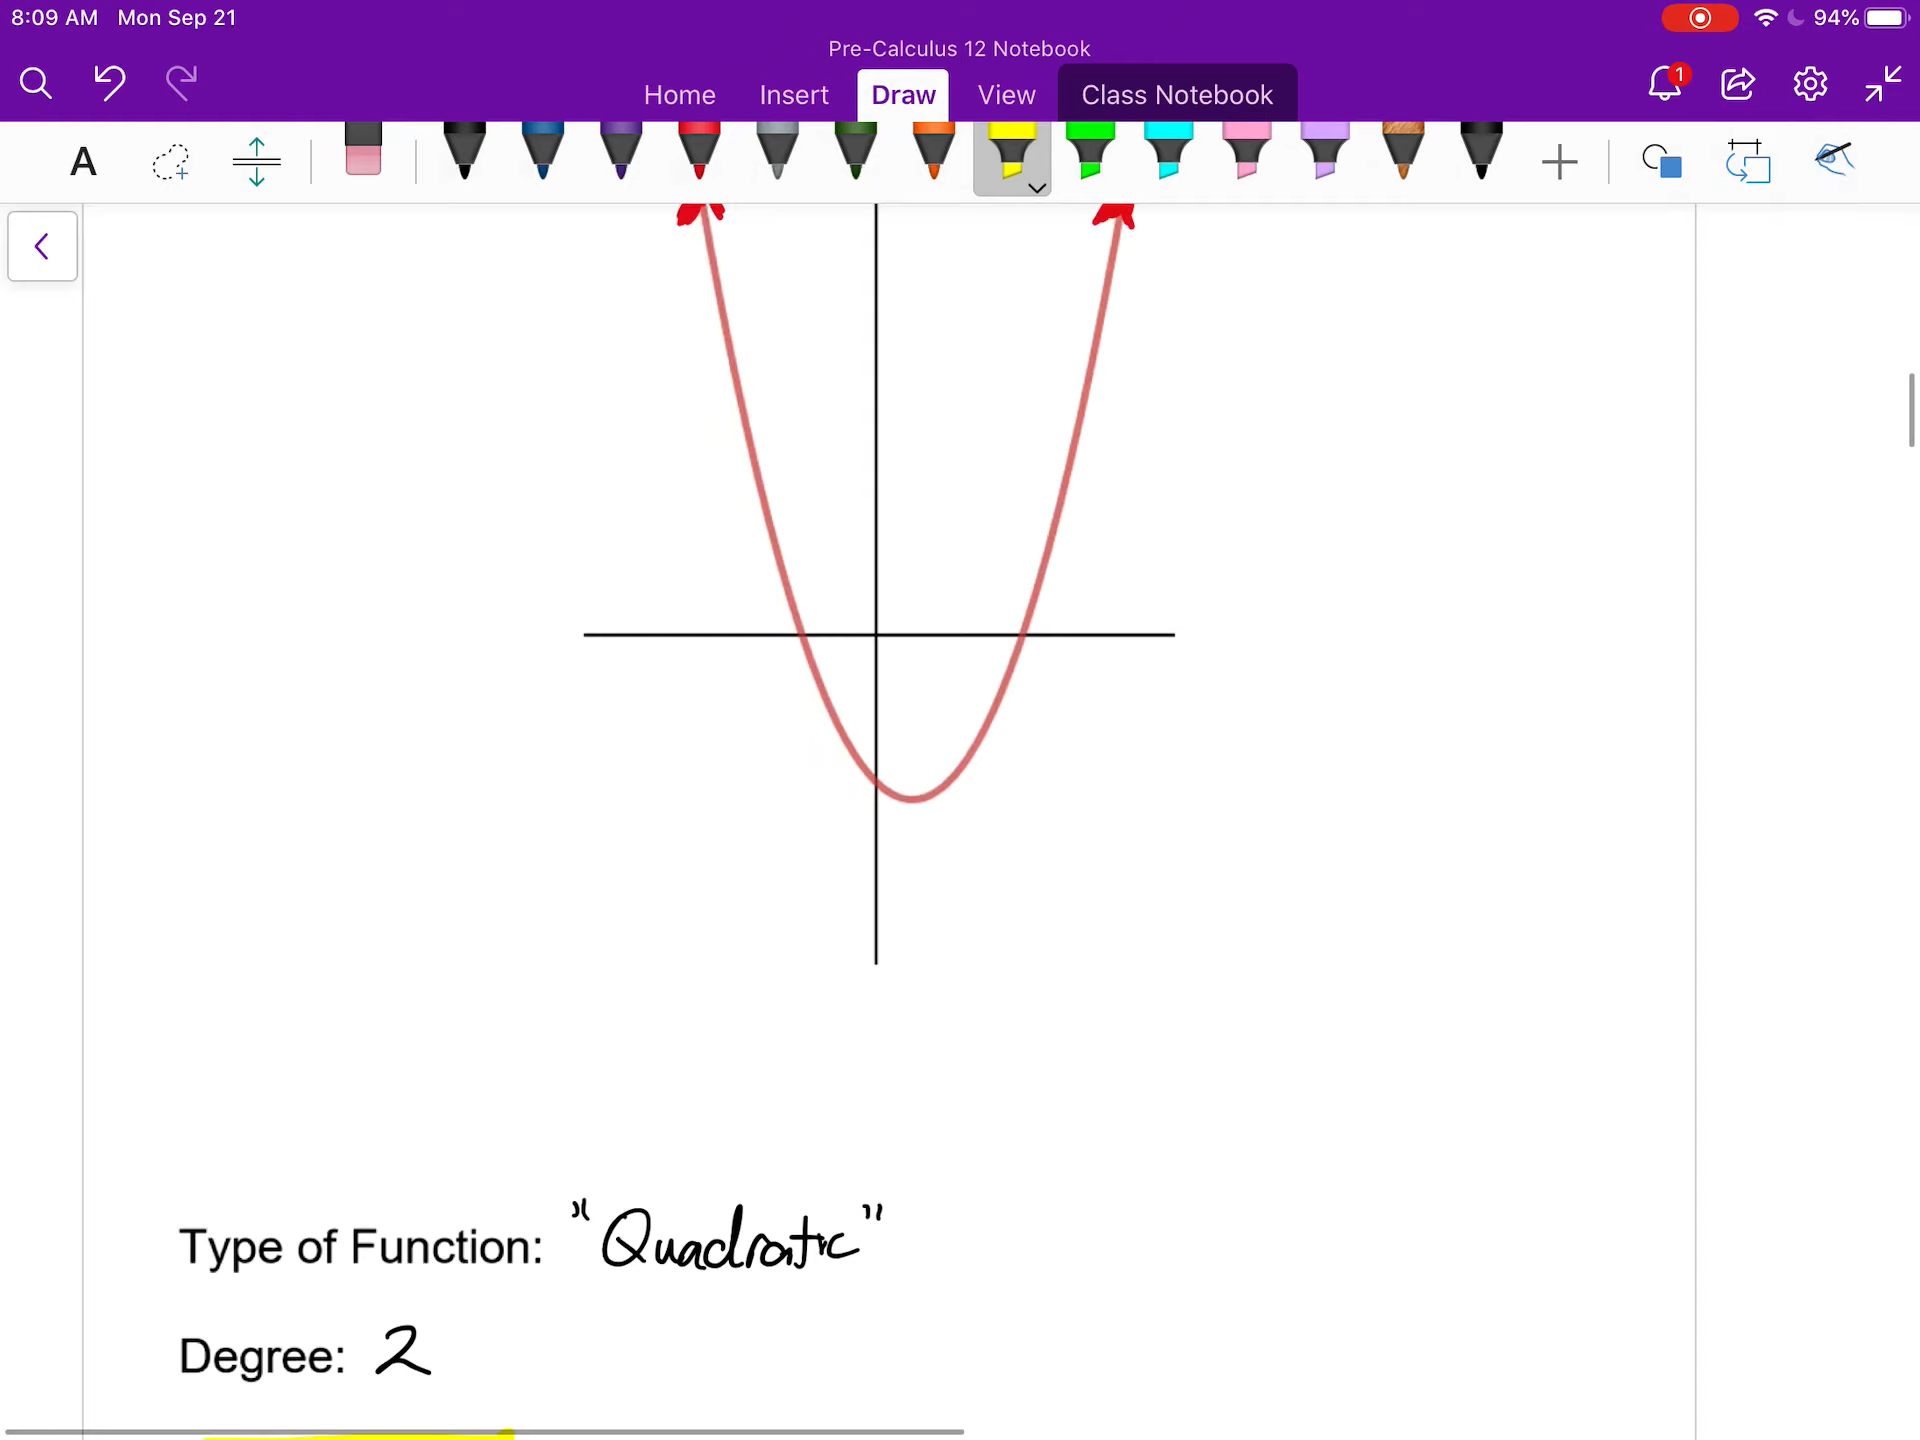 8:09 AM Mon Sep 21 94%
Pre-Calculus 12 Notebook
Home Insert Draw View Class Notebook 1
A
Type of Function: "Quadratic"
Degree: 2